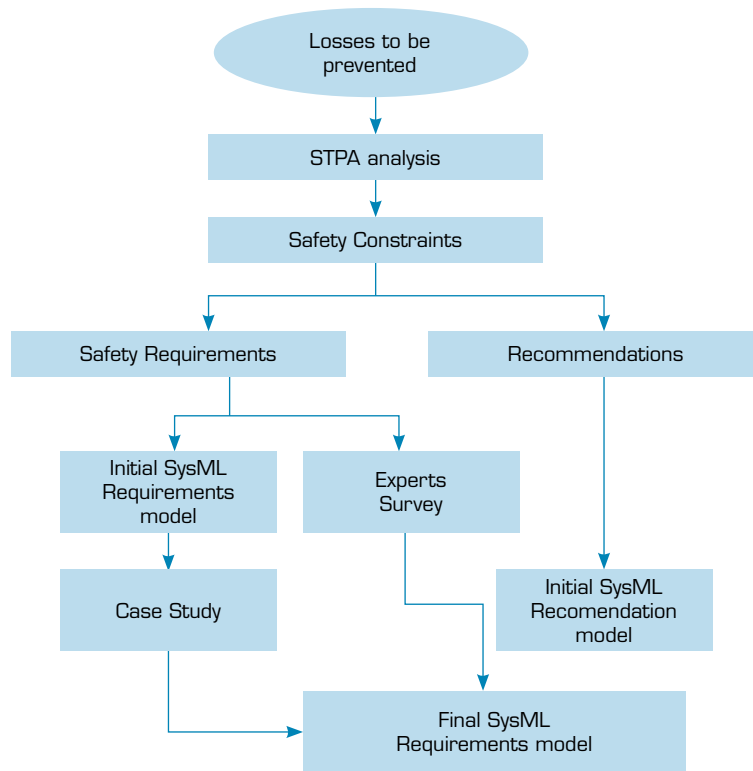 Losses to be
prevented
STPA analysis
Safety Constraints
Safety Requirements
Recommendations
Initial SysML
Requirements
model
Experts
Survey
Case Study
Initial SysML
Recomendation
model
Final SysML
Requirements model